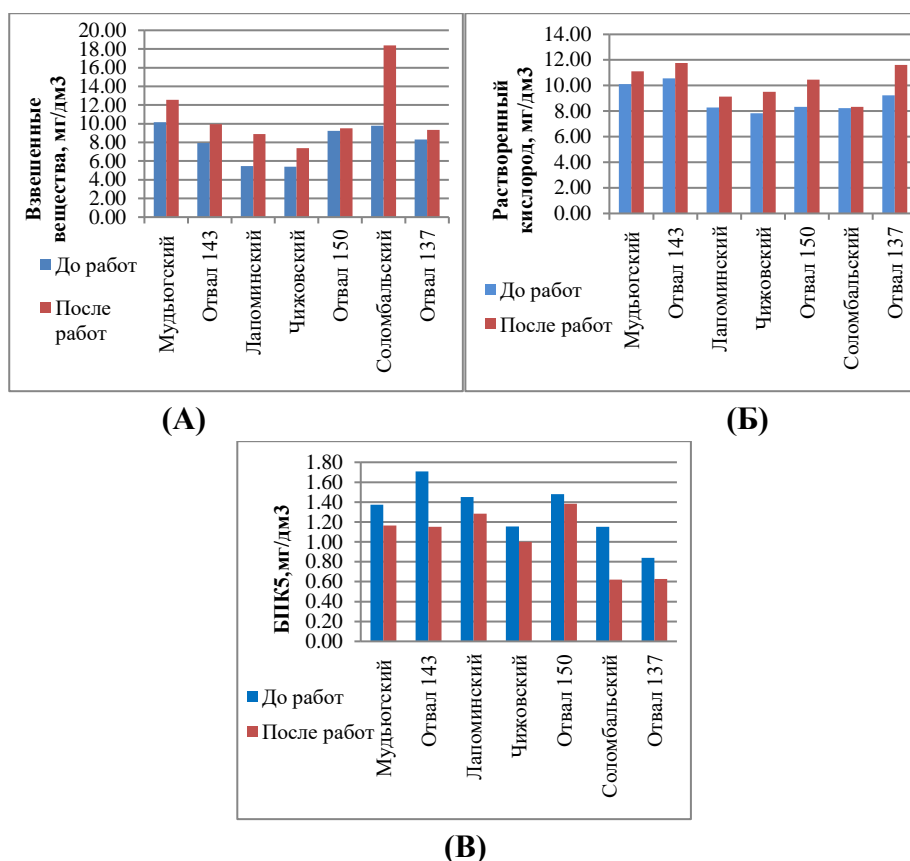 20.00
18.00
16.00
14.00
12.00
10.00
8.00
6.00
4.00
2.00
0.00
Взвешенные
вещества, мг/дм3
Мудьюгский
Отвал 143
Лапоминский
Чижовский
Отвал 150
Соломбальский
Отвал 137
До работ
После
работ
(А)
14.00
12.00
10.00
8.00
6.00
4.00
2.00
0.00
Растворенный
кислород, мг/дм3
Мудьюгский
Отвал 143
Лапоминский
Чижовский
Отвал 150
Соломбальский
Отвал 137
До работ
После работ
(Б)
1.80
1.60
1.40
1.20
1.00
0.80
0.60
0.40
0.20
0.00
БПК5,мг/дм3
Мудьюгский
Отвал 143
Лапоминский
Чижовский
Отвал 150
Соломбальский
Отвал 137
До работ
После работ
(В)